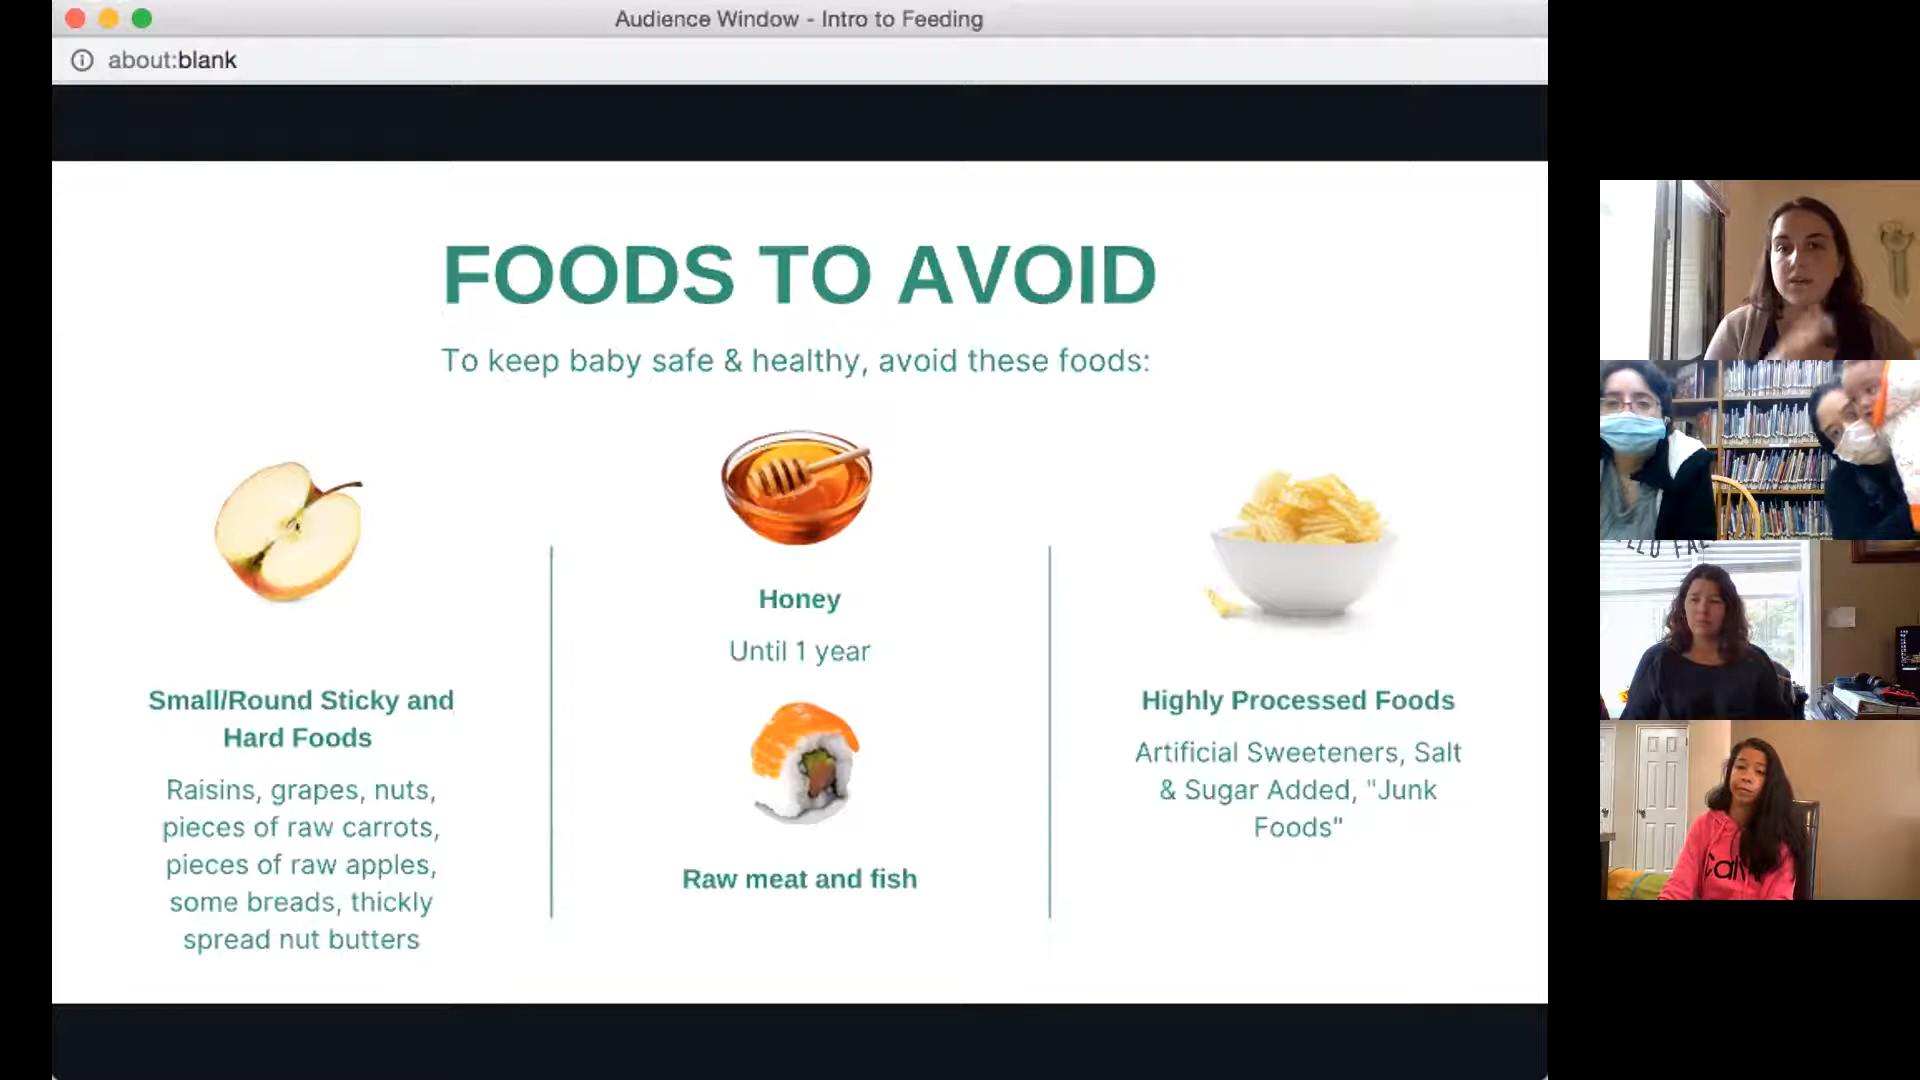 Audience Window - Intro to Feeding
about:blank
FOODS TO AVOID
To keep baby safe & healthy, avoid these foods:
Small/Round Sticky and
Hard Foods
Raisins, grapes, nuts,
pieces of raw carrots,
pieces of raw apples,
some breads, thickly
spread nut butters
Honey
Until 1 year
Raw meat and fish
Highly Processed Foods
Artificial Sweeteners, Salt
& Sugar Added, "Junk
Foods"